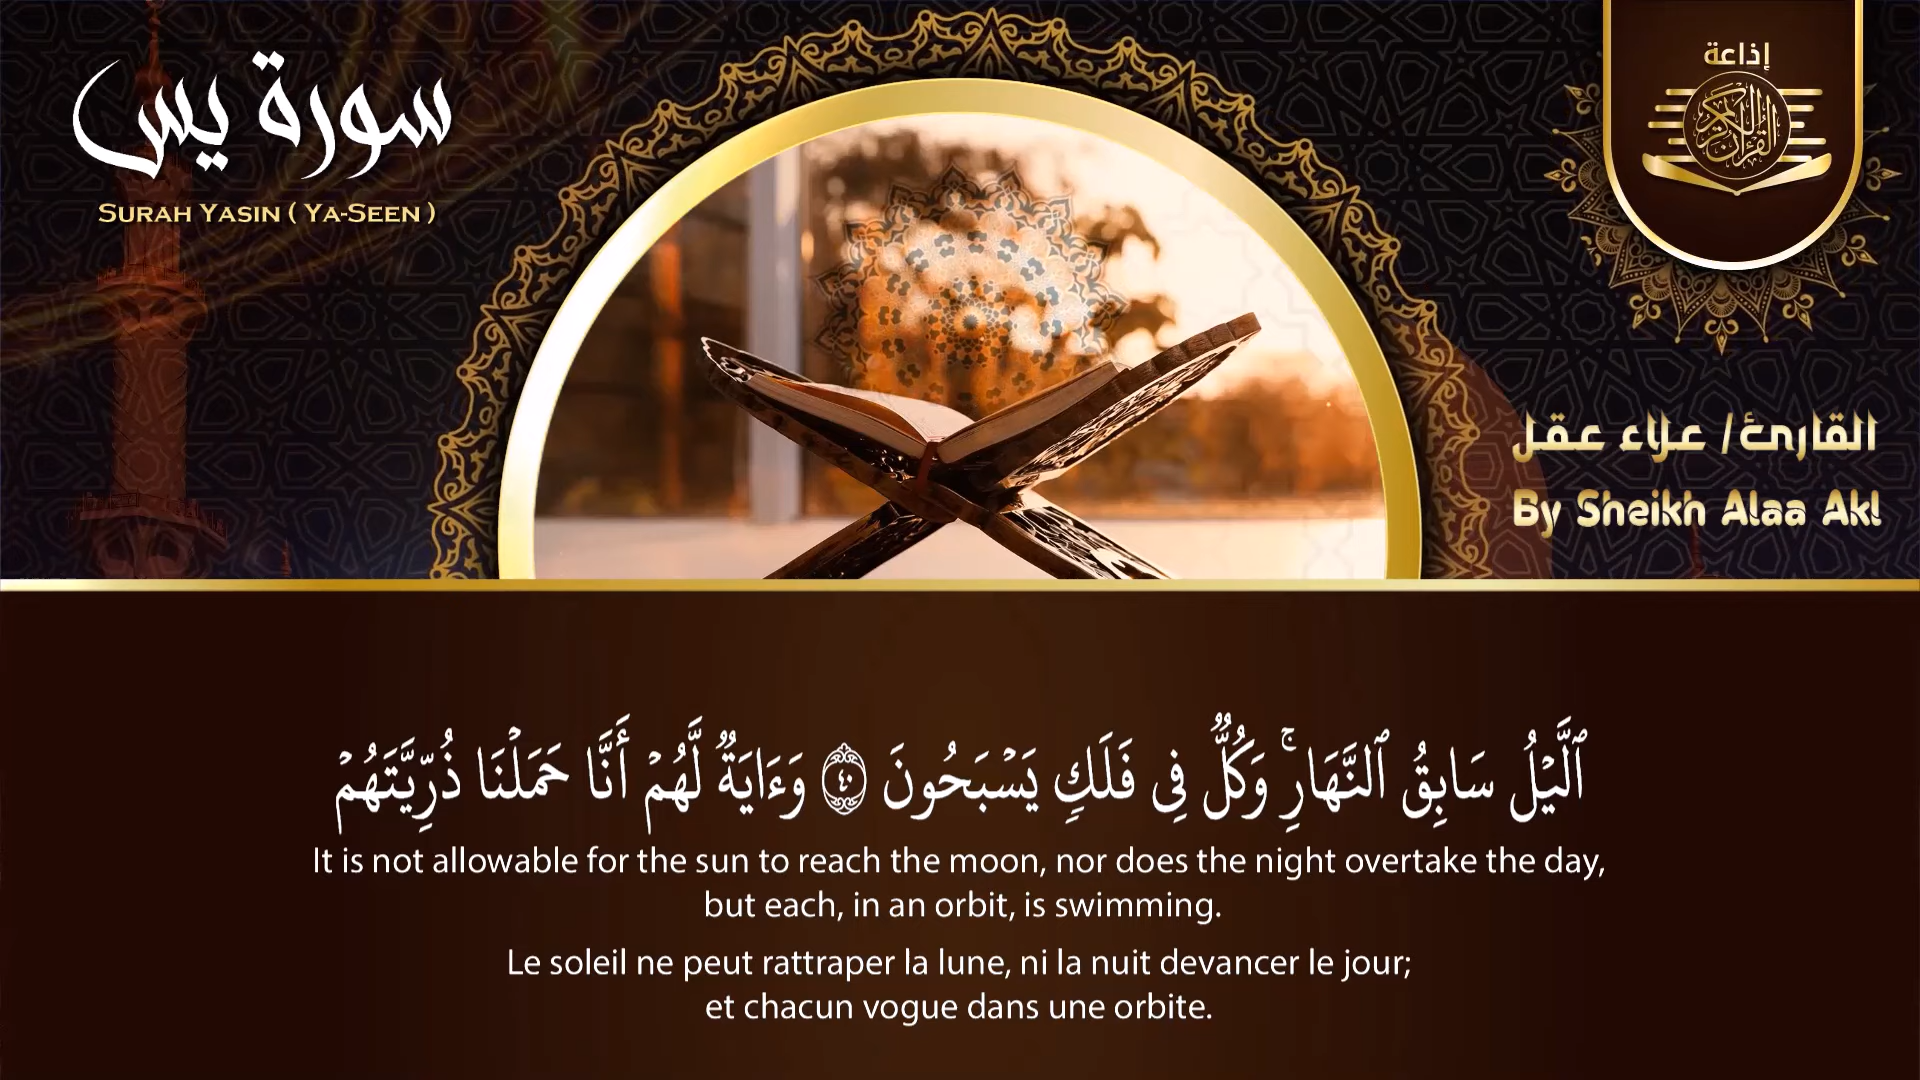 سورة يس
SURAH YASIN ( YA-SEEN )
إذاعة
القرآن الكريم
القارئ/ علاء عقل
By Sheikh Alaa Akl
ٱلَّيْلُ سَابِقُ ٱلنَّهَارِ ۚ وَكُلٌّ فِى فَلَكٍ يَسْبَحُونَ ٤٠ وَءَايَةٌ لَّهُمْ أَنَّا حَمَلْنَا ذُرِّيَّتَهُمْ
It is not allowable for the sun to reach the moon, nor does the night overtake the day,
but each, in an orbit, is swimming.
Le soleil ne peut rattraper la lune, ni la nuit devancer le jour;
et chacun vogue dans une orbite.